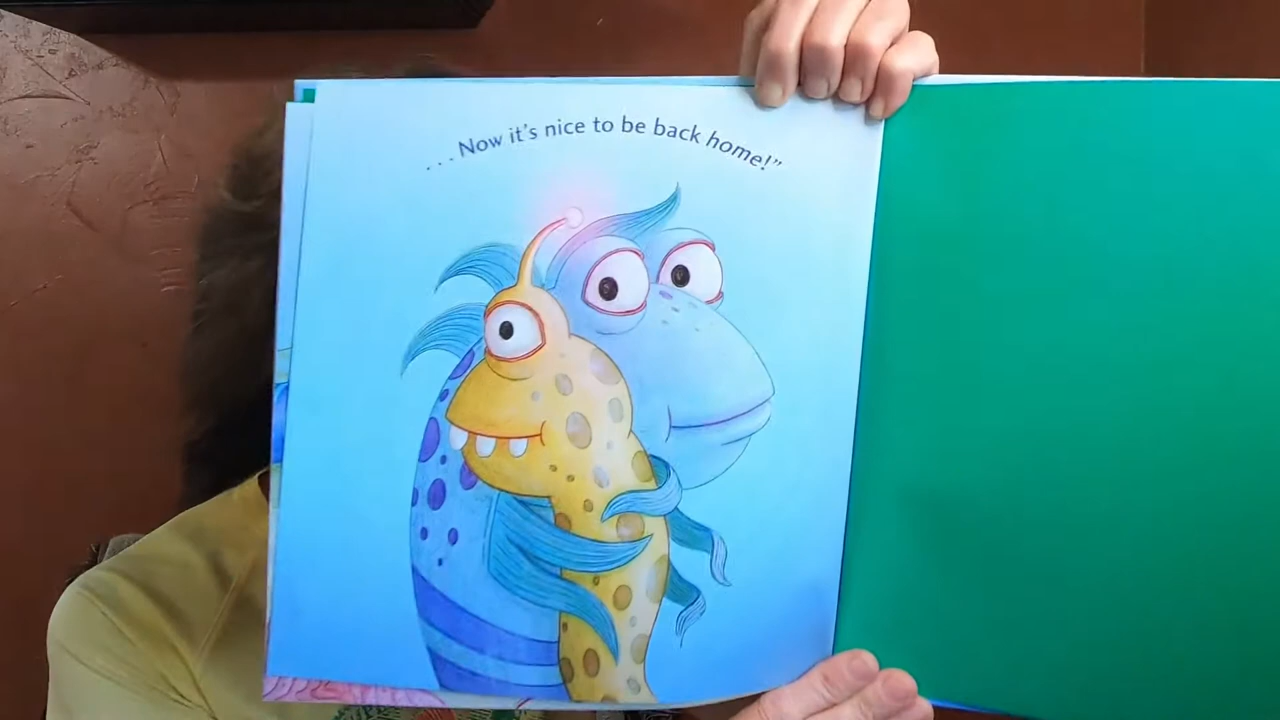 . . . Now it's nice to be back home!”